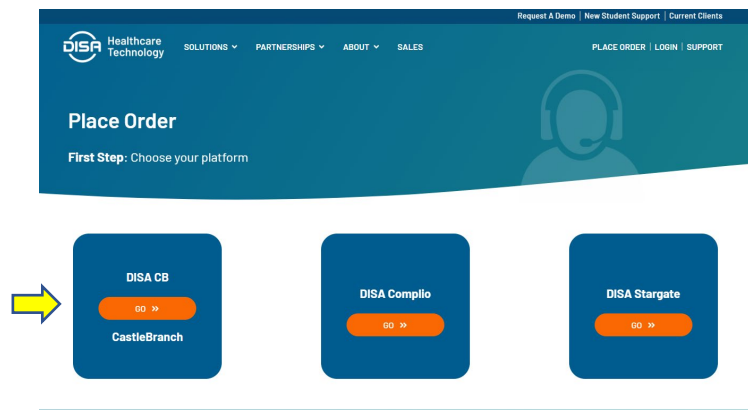 Request A Demo | New Student Support | Current Clients
DISA Healthcare Technology
SOLUTIONS PARTNERSHIPS ABOUT SALES
PLACE ORDER | LOGIN | SUPPORT
Place Order
First Step: Choose your platform
DISA CB
GO »
CastleBranch
DISA Complio
GO »
DISA Stargate
GO »